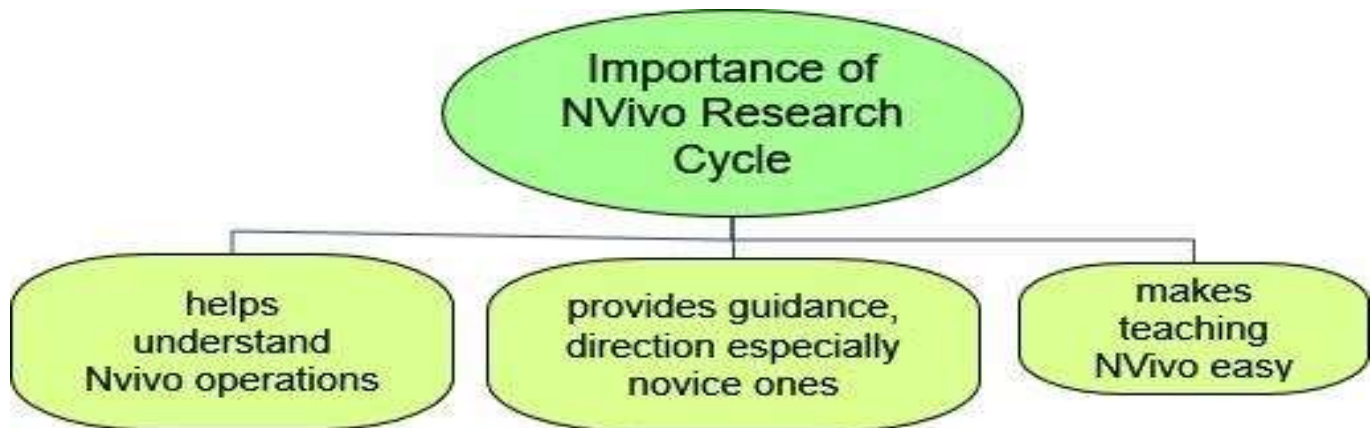 Importance of
NVivo Research
Cycle
helps
understand
Nvivo operations
provides guidance,
direction especially
novice ones
makes
teaching
NVivo easy